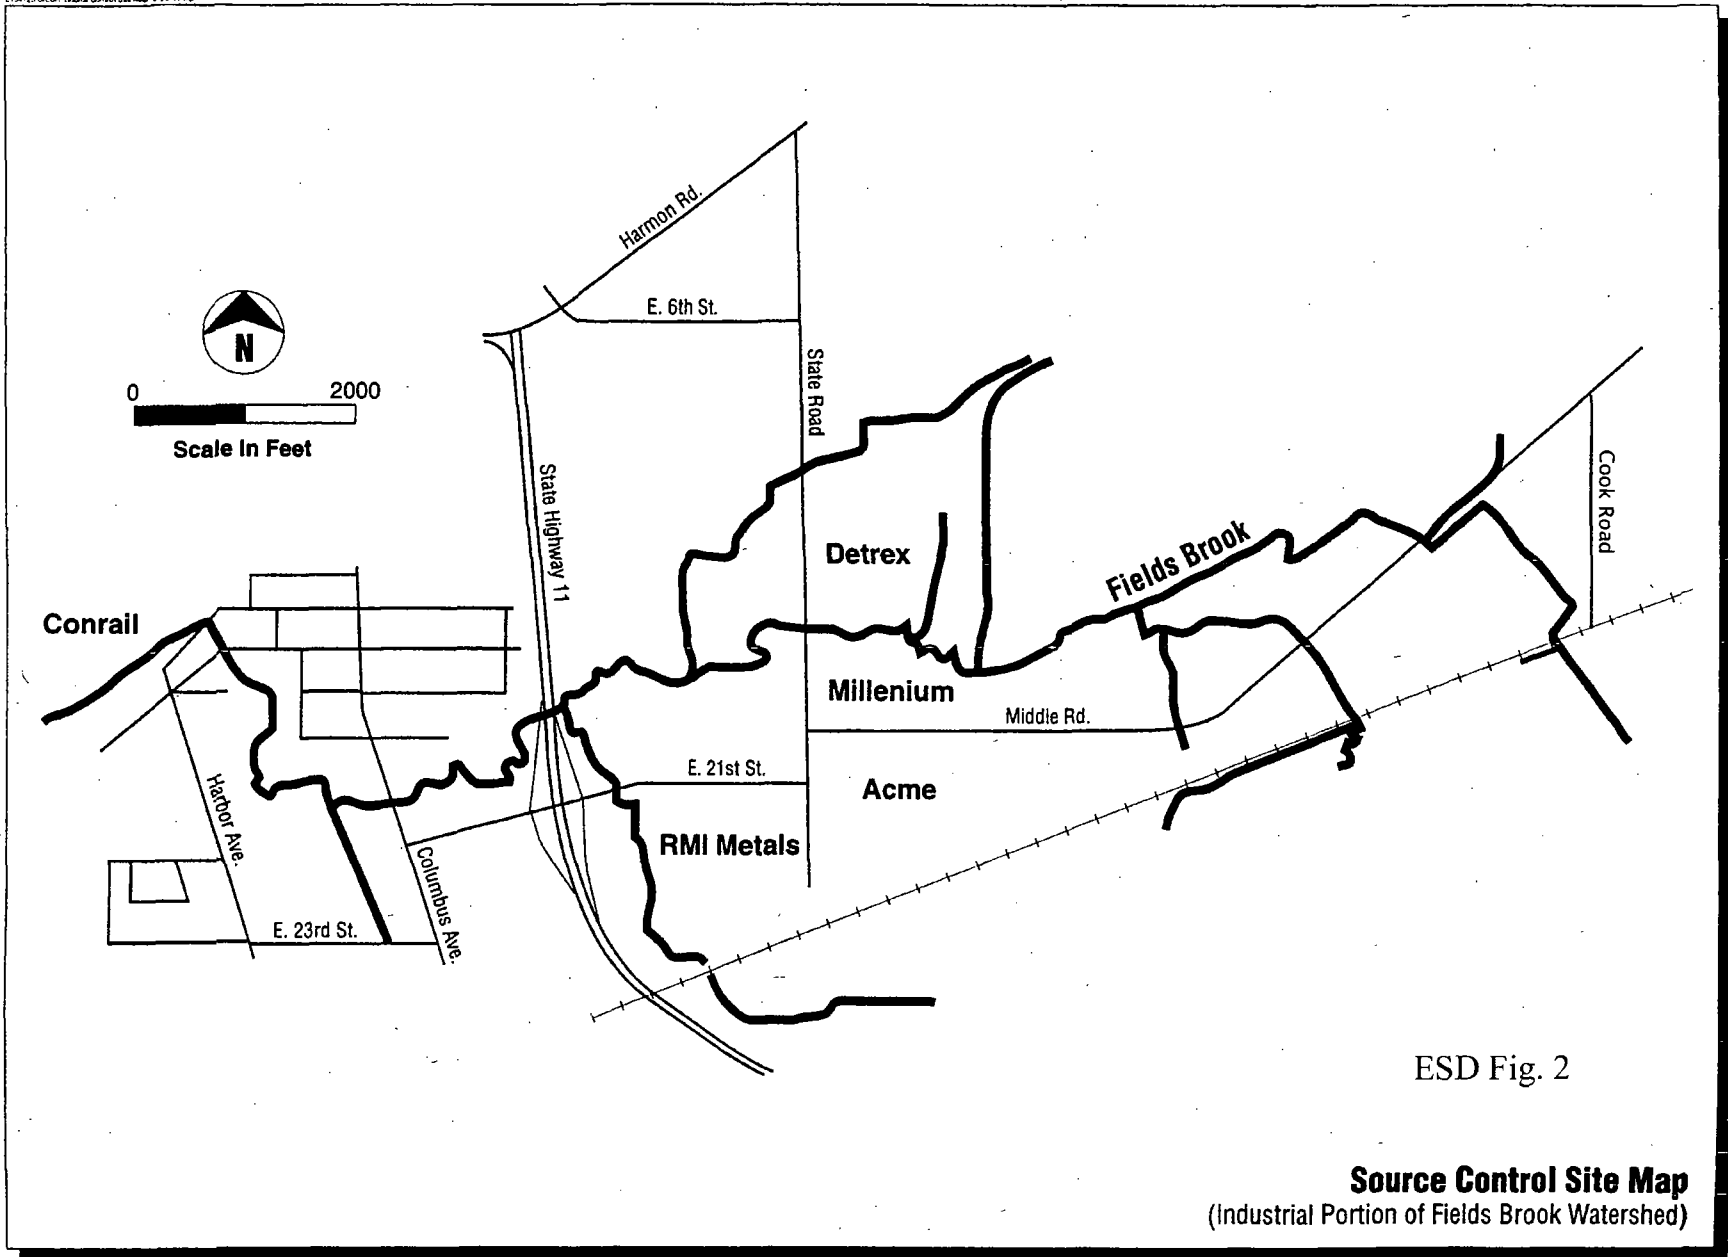 Harmon Rd.
E. 6th St.
N
0 2000
Scale In Feet
State Road
State Highway 11
Cook Road
Detrex
Fields Brook
Conrail
Millenium
Middle Rd.
E. 21st St.
Acme
Harbor Ave.
RMI Metals
Columbus Ave.
E. 23rd St.
ESD Fig. 2
Source Control Site Map
(Industrial Portion of Fields Brook Watershed)